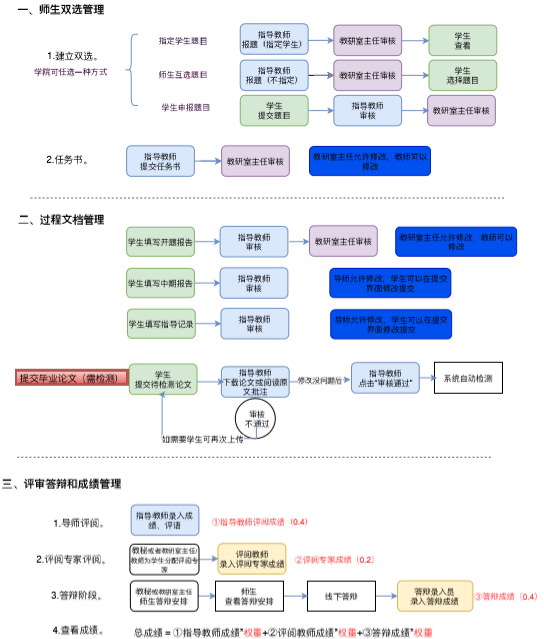 一、师生双选管理
指定学生题目
指导教师
报题（指定学生）
教研室主任审核
学生
查看
1.建立双选。
学院可任选一种方式
师生互选题目
指导教师
报题（不指定）
教研室主任审核
学生
选择题目
学生申报题目
学生
提交题目
指导教师
审核
教研室主任审核
2.任务书。
指导教师
提交任务书
教研室主任审核
教研室主任允许修改，教师可以
修改
二、过程文档管理
学生填写开题报告
指导教师
审核
教研室主任审核
教研室主任允许修改，教师可以
修改
学生填写中期报告
指导教师
审核
导师允许修改，学生可以在提交
界面修改提交
学生填写指导记录
指导教师
审核
导师允许修改，学生可以在提交
界面修改提交
提交毕业论文（需检测）
学生
提交待检测论文
指导教师
下载论文或阅读原
文批注
修改没问题后
指导教师
点击“审核通过”
系统自动检测
审核
不通过
如需要学生可再次上传
三、评审答辩和成绩管理
1.导师评阅。
指导教师录入成
绩、评语
①指导教师评阅成绩（0.4）
2.评阅专家评阅。
教秘或者教研室主任/
教师为学生分配评阅专
家
评阅教师
录入评阅专家成绩
②评阅专家成绩（0.2）
3.答辩阶段。
教秘或教研室主任
师生答辩安排
师生
查看答辩安排
线下答辩
答辩录入员
录入答辩成绩
③答辩成绩（0.4）
4.查看成绩。
总成绩 = ①指导教师成绩*权重+②评阅教师成绩*权重+③答辩成绩*权重